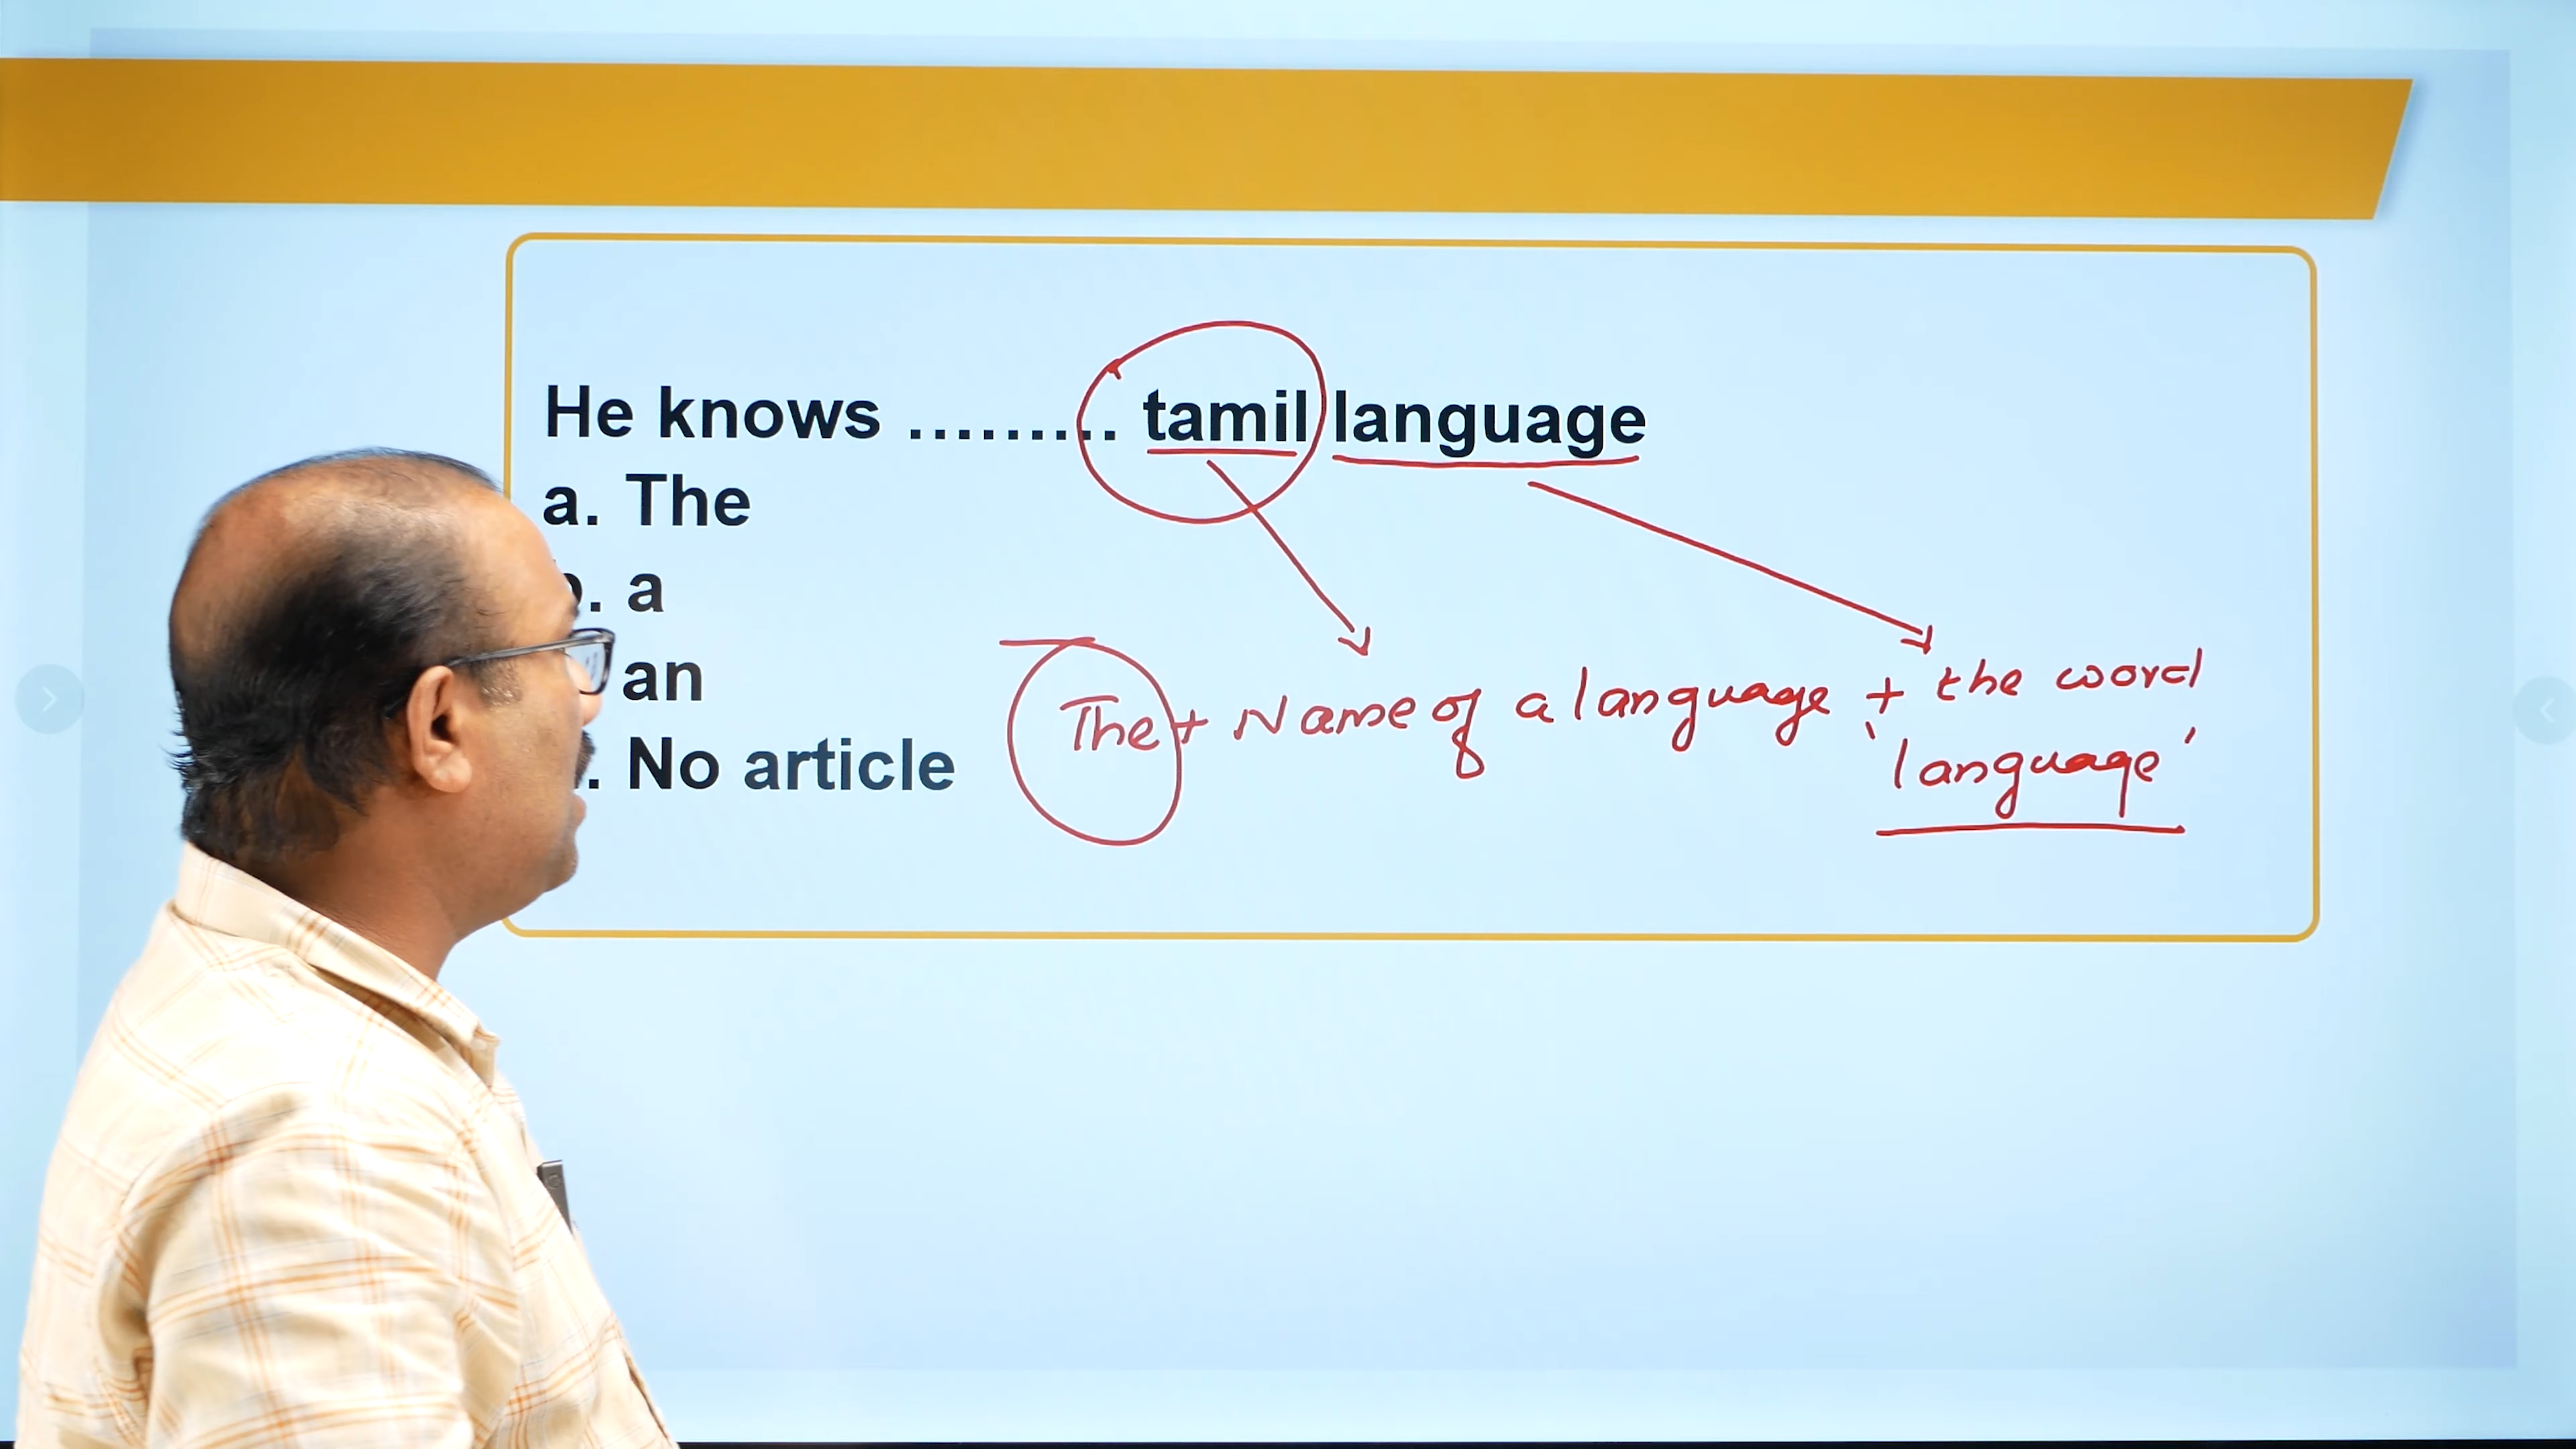 He knows ......... tamil language
a. The
. a
an
. No article
The + Name of a language + the word
'language'